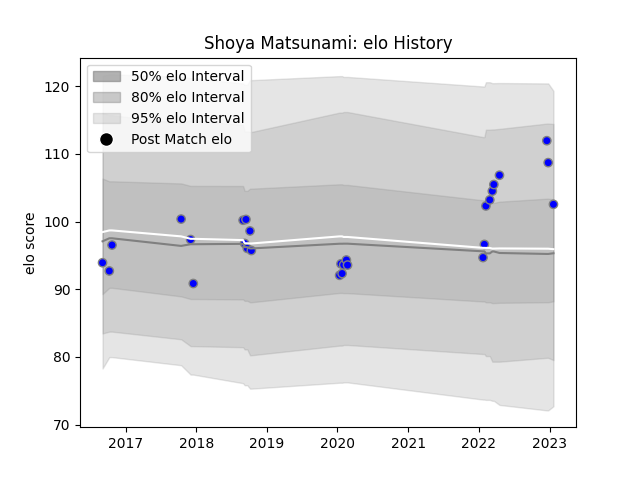 Shoya Matsunami: elo History
50% elo Interval
80% elo Interval
95% elo Interval
Post Match elo
elo score
120
110
100
90
80
70
2017 2018 2019 2020 2021 2022 2023